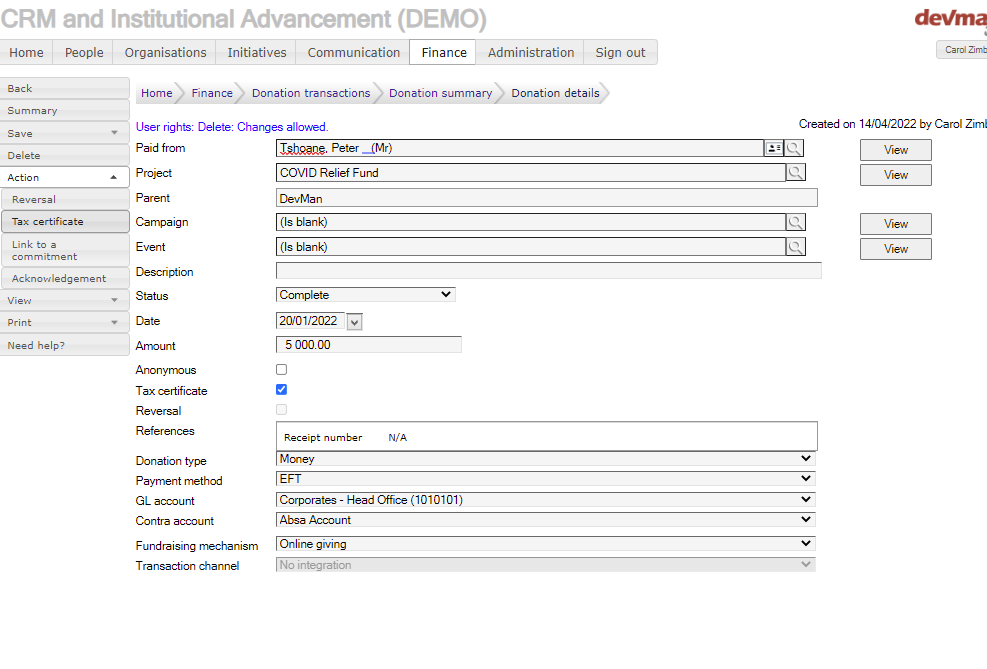 CRM and Institutional Advancement (DEMO)
devma
Home People Organisations Initiatives Communication Finance Administration Sign out
Carol Zimb
Back
Summary
Save
Delete
Action
Reversal
Tax certificate
Link to a
commitment
Acknowledgement
View
Print
Need help?
Home Finance Donation transactions Donation summary Donation details
User rights: Delete: Changes allowed.
Created on 14/04/2022 by Carol Zimb
Paid from Tshoane, Peter _(Mr) View
Project COVID Relief Fund View
Parent DevMan
Campaign (Is blank) View
Event (Is blank) View
Description
Status Complete
Date 20/01/2022
Amount 5 000.00
Anonymous
Tax certificate
Reversal
References Receipt number N/A
Donation type Money
Payment method EFT
GL account Corporates - Head Office (1010101)
Contra account Absa Account
Fundraising mechanism Online giving
Transaction channel No integration